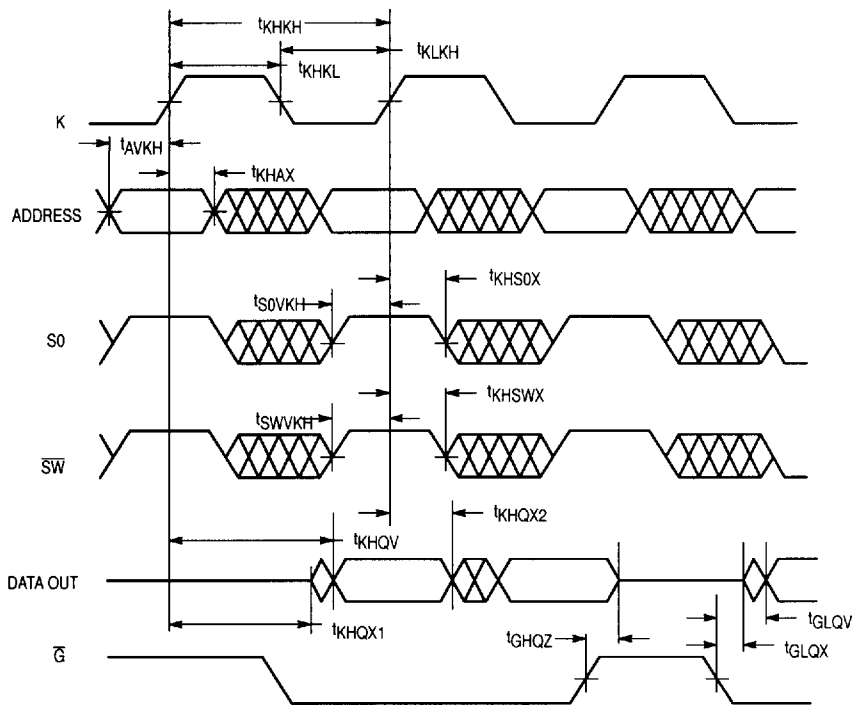 tKHKH
tKLKH
tKHKL
K
tAVKH
tKHAX
ADDRESS
tKHS0X
tS0VKH
S0
tKHSWX
tSWVKH
SW
tKHQX2
tKHQV
DATA OUT
tGLQV
tKHQX1
tGHQZ
tGLQX
G